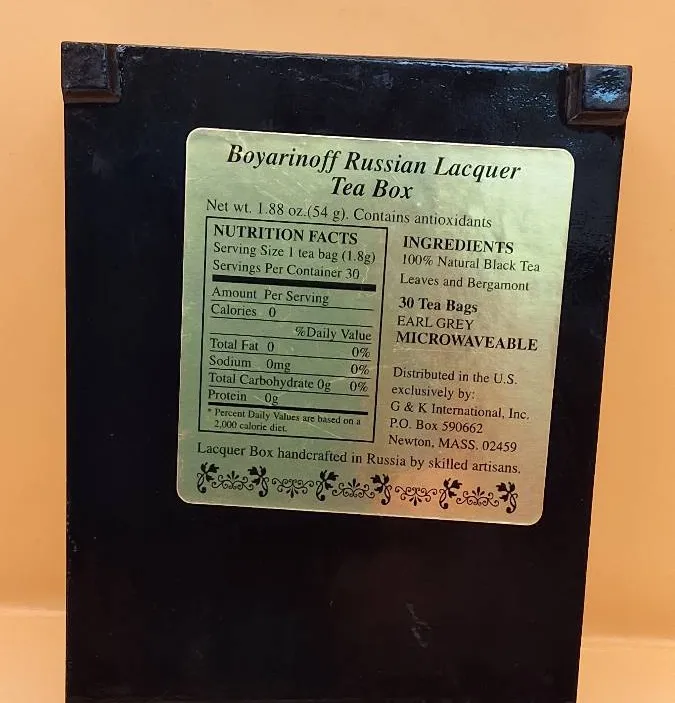 Boyarinoff Russian Lacquer
Tea Box
Net wt. 1.88 oz.(54 g). Contains antioxidants
NUTRITION FACTS
Serving Size 1 tea bag (1.8g)
Servings Per Container 30
Amount Per Serving
Calories 0
%Daily Value
Total Fat 0 0%
Sodium 0mg 0%
Total Carbohydrate 0g 0%
Protein 0g
* Percent Daily Values are based on a
2,000 calorie diet.
INGREDIENTS
100% Natural Black Tea
Leaves and Bergamont
30 Tea Bags
EARL GREY
MICROWAVEABLE
Distributed in the U.S.
exclusively by:
G & K International, Inc.
P.O. Box 590662
Newton, MASS. 02459
Lacquer Box handcrafted in Russia by skilled artisans.